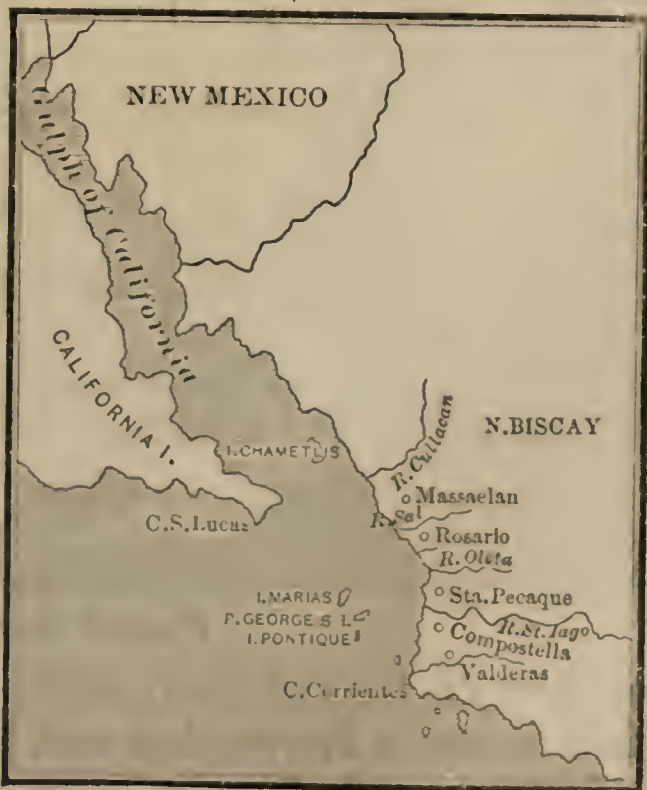 NEW MEXICO
Gulph of California
CALIFORNIA I.
N.BISCAY
R.Culiacan
I.CHAMETLIS
Massaelan
R.Sal
C.S.Lucas
Rosario
R.Oleta
I.MARIAS
Sta.Pecaque
P.GEORGE S I.
R.St.Iago
I.PONTIQUE
Compostella
Valderas
C.Corrientes